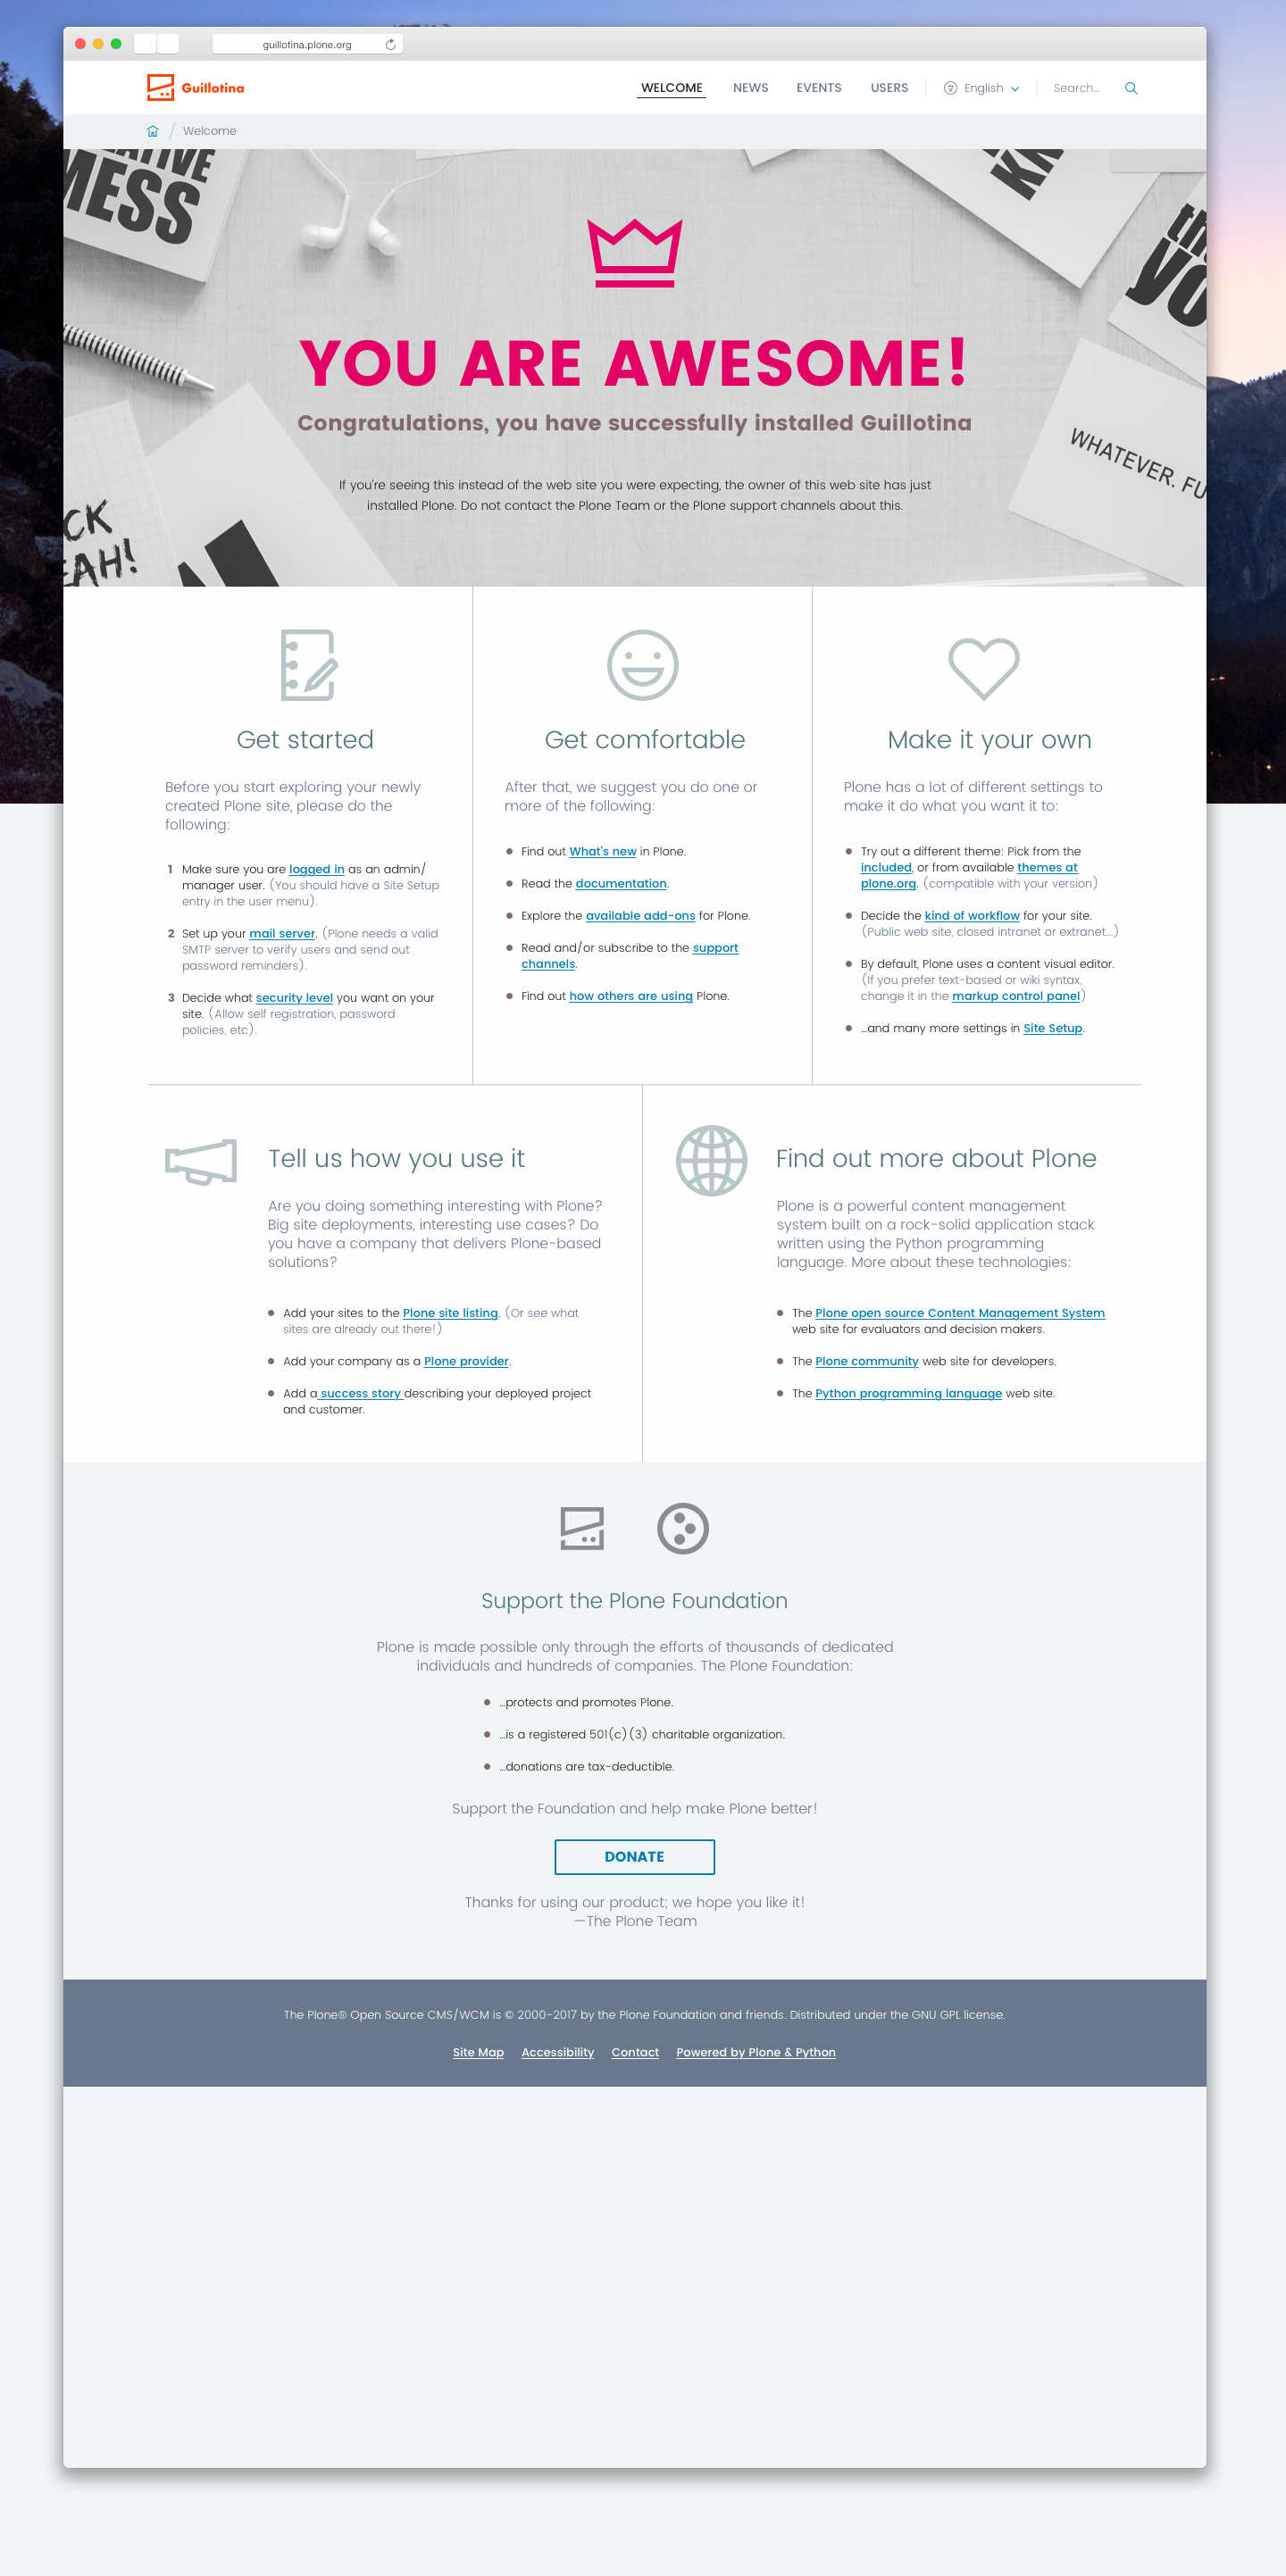 guillotina.plone.org
Guillotina
WELCOME NEWS EVENTS USERS English Search...
/ Welcome
MESS
WHATEVER.
YOU ARE AWESOME!
Congratulations, you have successfully installed Guillotina
If you're seeing this instead of the web site you were expecting, the owner of this web site has just
installed Plone. Do not contact the Plone Team or the Plone support channels about this.
Get started
Before you start exploring your newly
created Plone site, please do the
following:
1 Make sure you are logged in as an admin/
manager user. (You should have a Site Setup
entry in the user menu).
2 Set up your mail server. (Plone needs a valid
SMTP server to verify users and send out
password reminders).
3 Decide what security level you want on your
site. (Allow self registration, password
policies, etc).
Get comfortable
After that, we suggest you do one or
more of the following:
Find out What's new in Plone.
Read the documentation.
Explore the available add-ons for Plone.
Read and/or subscribe to the support
channels.
Find out how others are using Plone.
Make it your own
Plone has a lot of different settings to
make it do what you want it to:
Try out a different theme: Pick from the
included, or from available themes at
plone.org. (compatible with your version)
Decide the kind of workflow for your site.
(Public web site, closed intranet or extranet...)
By default, Plone uses a content visual editor.
(If you prefer text-based or wiki syntax,
change it in the markup control panel)
...and many more settings in Site Setup.
Tell us how you use it
Are you doing something interesting with Plone?
Big site deployments, interesting use cases? Do
you have a company that delivers Plone-based
solutions?
Add your sites to the Plone site listing. (Or see what
sites are already out there!)
Add your company as a Plone provider.
Add a success story describing your deployed project
and customer.
Find out more about Plone
Plone is a powerful content management
system built on a rock-solid application stack
written using the Python programming
language. More about these technologies:
The Plone open source Content Management System
web site for evaluators and decision makers.
The Plone community web site for developers.
The Python programming language web site.
Support the Plone Foundation
Plone is made possible only through the efforts of thousands of dedicated
individuals and hundreds of companies. The Plone Foundation:
...protects and promotes Plone.
...is a registered 501(c)(3) charitable organization.
...donations are tax-deductible.
Support the Foundation and help make Plone better!
DONATE
Thanks for using our product; we hope you like it!
—The Plone Team
The Plone® Open Source CMS/WCM is © 2000-2017 by the Plone Foundation and friends. Distributed under the GNU GPL license.
Site Map Accessibility Contact Powered by Plone & Python